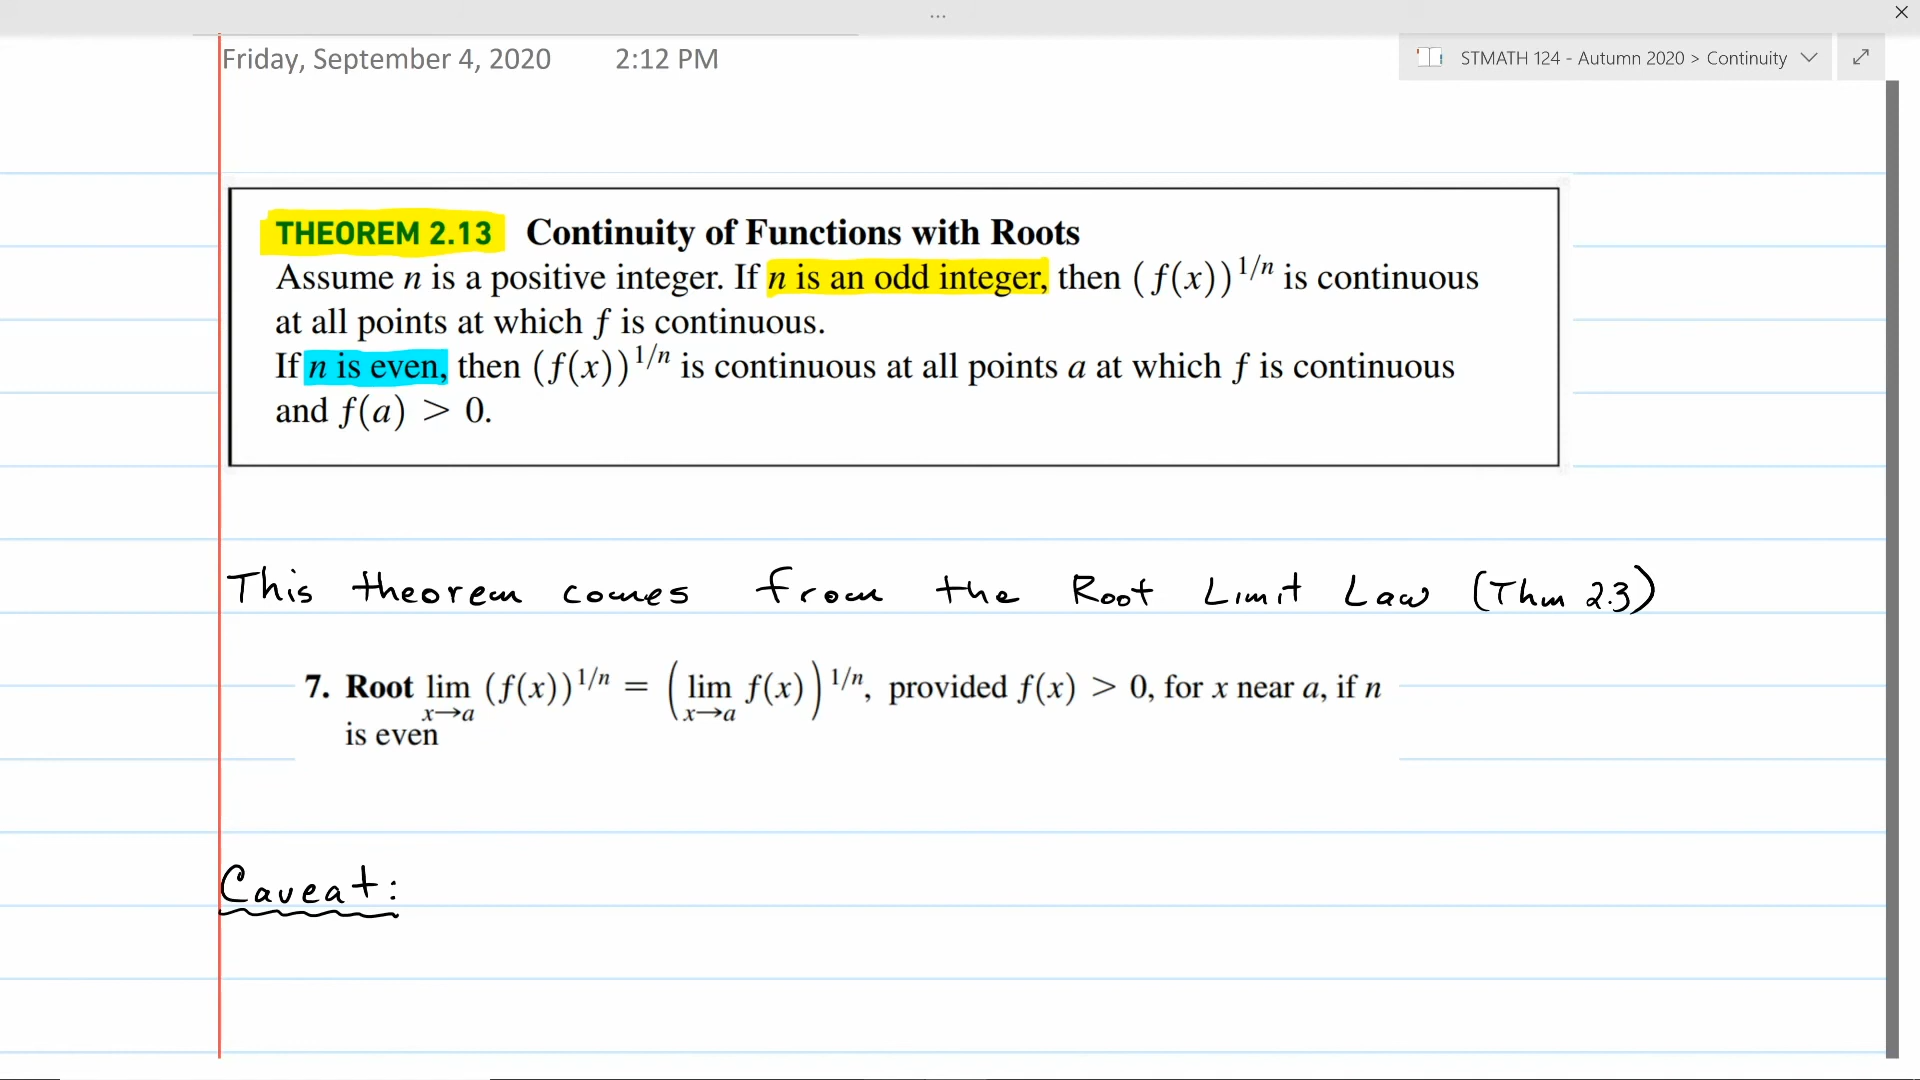 ...
Friday, September 4, 2020 2:12 PM
STMATH 124 - Autumn 2020 > Continuity
THEOREM 2.13 Continuity of Functions with Roots
Assume n is a positive integer. If n is an odd integer, then (f(x))^{1/n} is continuous
at all points at which f is continuous.
If n is even, then (f(x))^{1/n} is continuous at all points a at which f is continuous
and f(a) > 0.
This theorem comes from the Root Limit Law (Thm 2.3)
7. Root lim_{x→a} (f(x))^{1/n} = (lim_{x→a} f(x))^{1/n}, provided f(x) > 0, for x near a, if n
is even
Caveat: